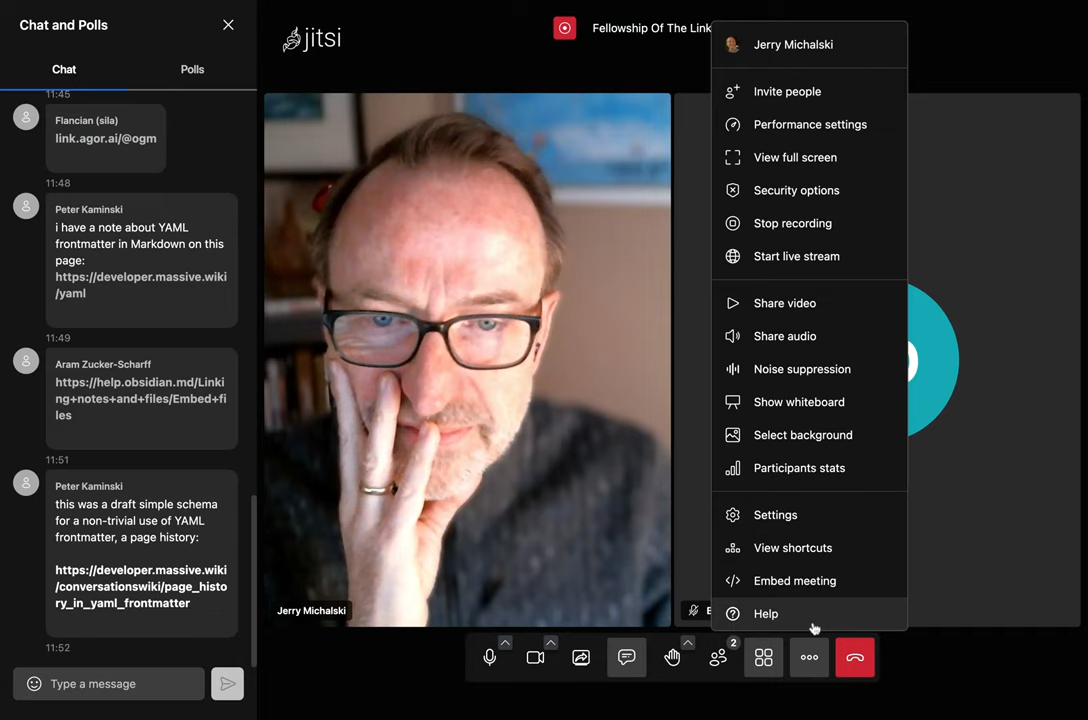 Chat and Polls
jitsi
Fellowship Of The Link
Jerry Michalski
Chat
Polls
11:45
Flancian (sila)
link.agor.ai/@ogm
11:48
Peter Kaminski
i have a note about YAML
frontmatter in Markdown on this
page:
https://developer.massive.wiki
/yaml
11:49
Aram Zucker-Scharff
https://help.obsidian.md/Linki
ng+notes+and+files/Embed+fi
les
11:51
Peter Kaminski
this was a draft simple schema
for a non-trivial use of YAML
frontmatter, a page history:
https://developer.massive.wiki
/conversationswiki/page_histo
ry_in_yaml_frontmatter
11:52
Type a message
Invite people
Performance settings
View full screen
Security options
Stop recording
Start live stream
Share video
Share audio
Noise suppression
Show whiteboard
Select background
Participants stats
Settings
View shortcuts
Embed meeting
Help
Jerry Michalski
2